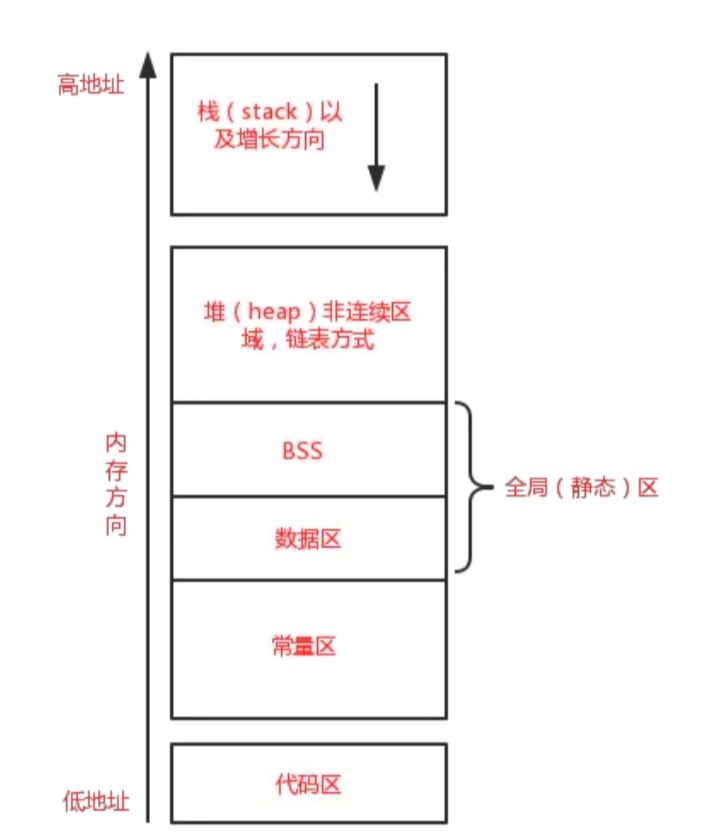 高地址
栈（stack）以
及增长方向
堆（heap）非连续区
域，链表方式
内
存
方
向
BSS
全局（静态）区
数据区
常量区
代码区
低地址